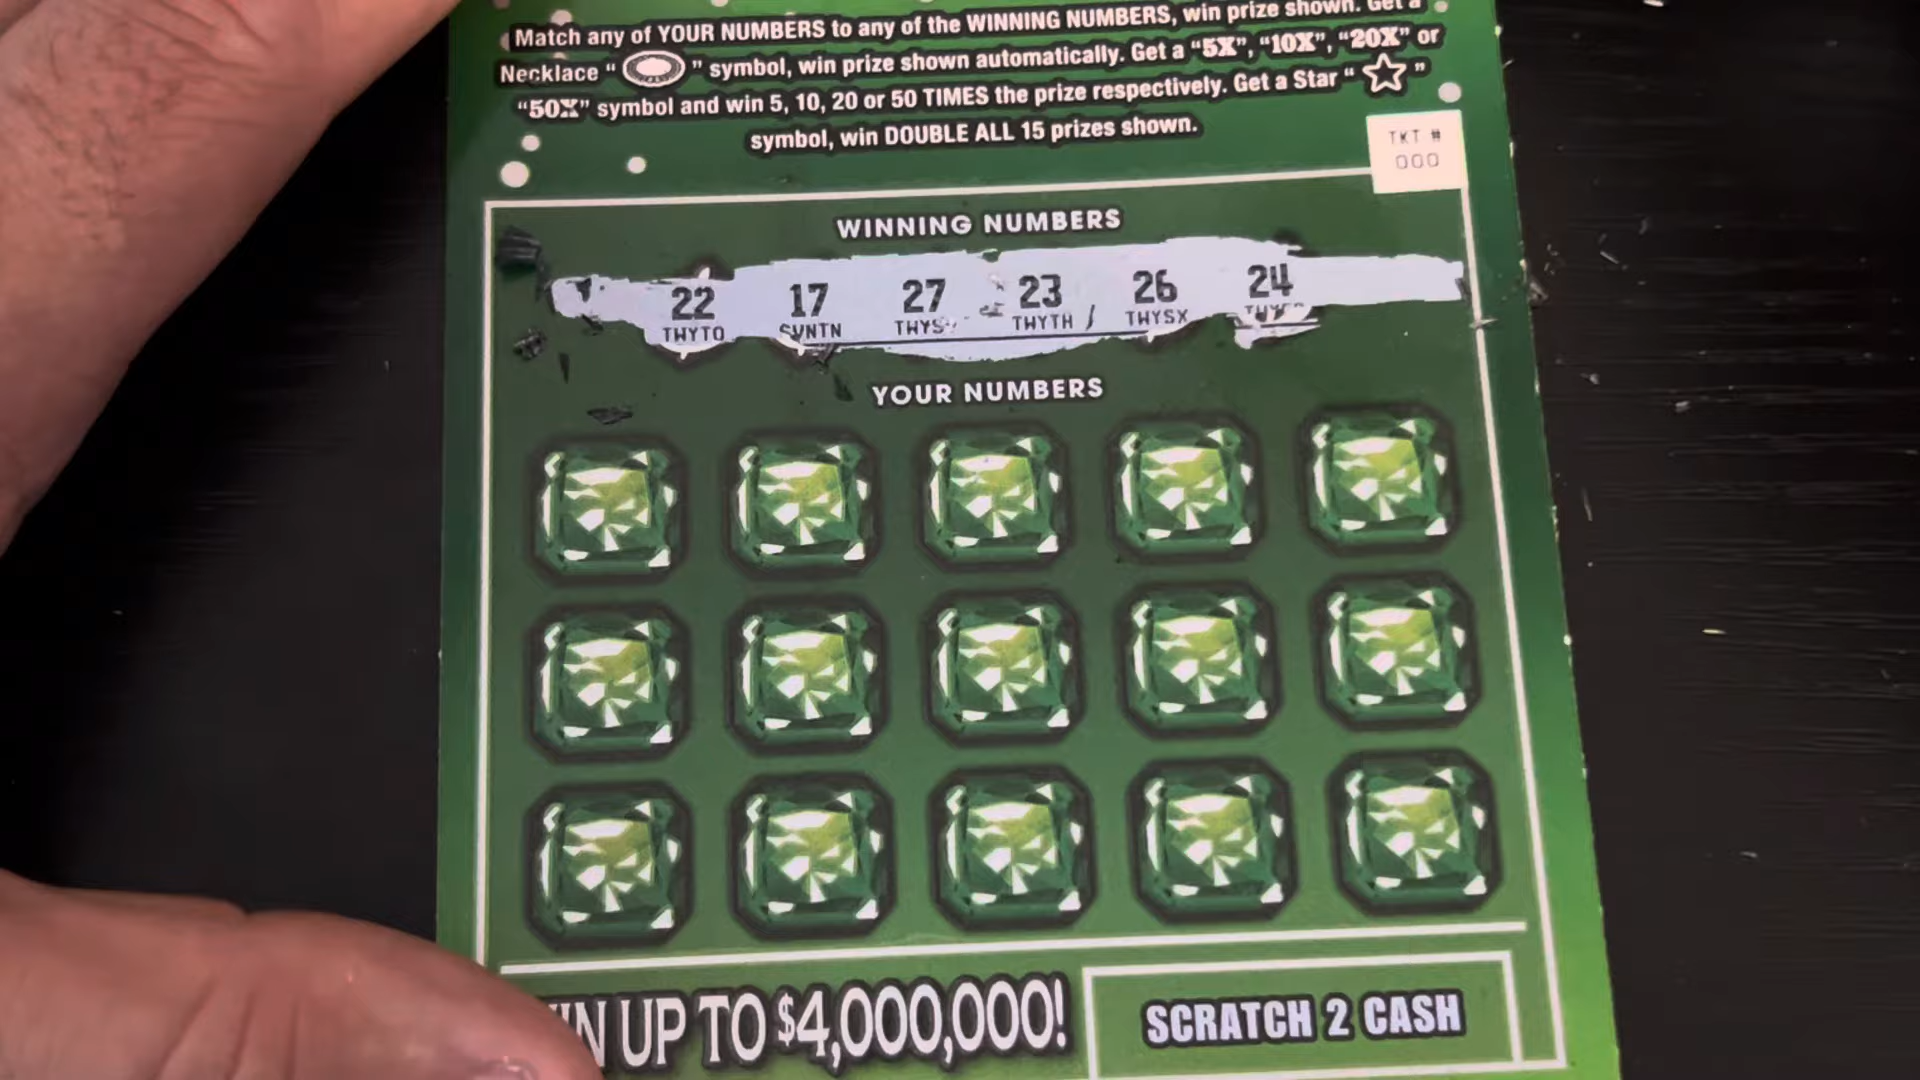 Match any of YOUR NUMBERS to any of the WINNING NUMBERS, win prize shown. Get a
Necklace “ ” symbol, win prize shown automatically. Get a “5X”, “10X”, “20X” or
“50X” symbol and win 5, 10, 20 or 50 TIMES the prize respectively. Get a Star “ ”
symbol, win DOUBLE ALL 15 prizes shown.
TKT #
000
WINNING NUMBERS
22 17 27 23 26 24
TWYTO SVNTN THYTH TWYSX
YOUR NUMBERS
UP TO $4,000,000!
SCRATCH 2 CASH